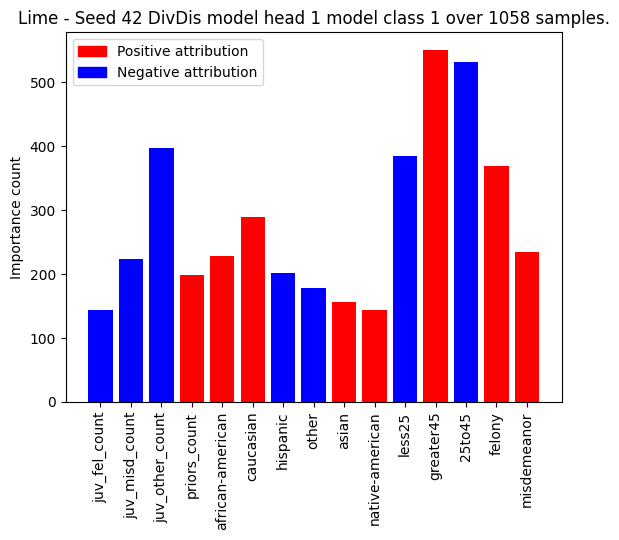 Lime - Seed 42 DivDis model head 1 model class 1 over 1058 samples.
Positive attribution
Negative attribution
Importance count
500
400
300
200
100
0
juv_fel_count
juv_misd_count
juv_other_count
priors_count
african-american
caucasian
hispanic
other
asian
native-american
less25
greater45
25to45
felony
misdemeanor